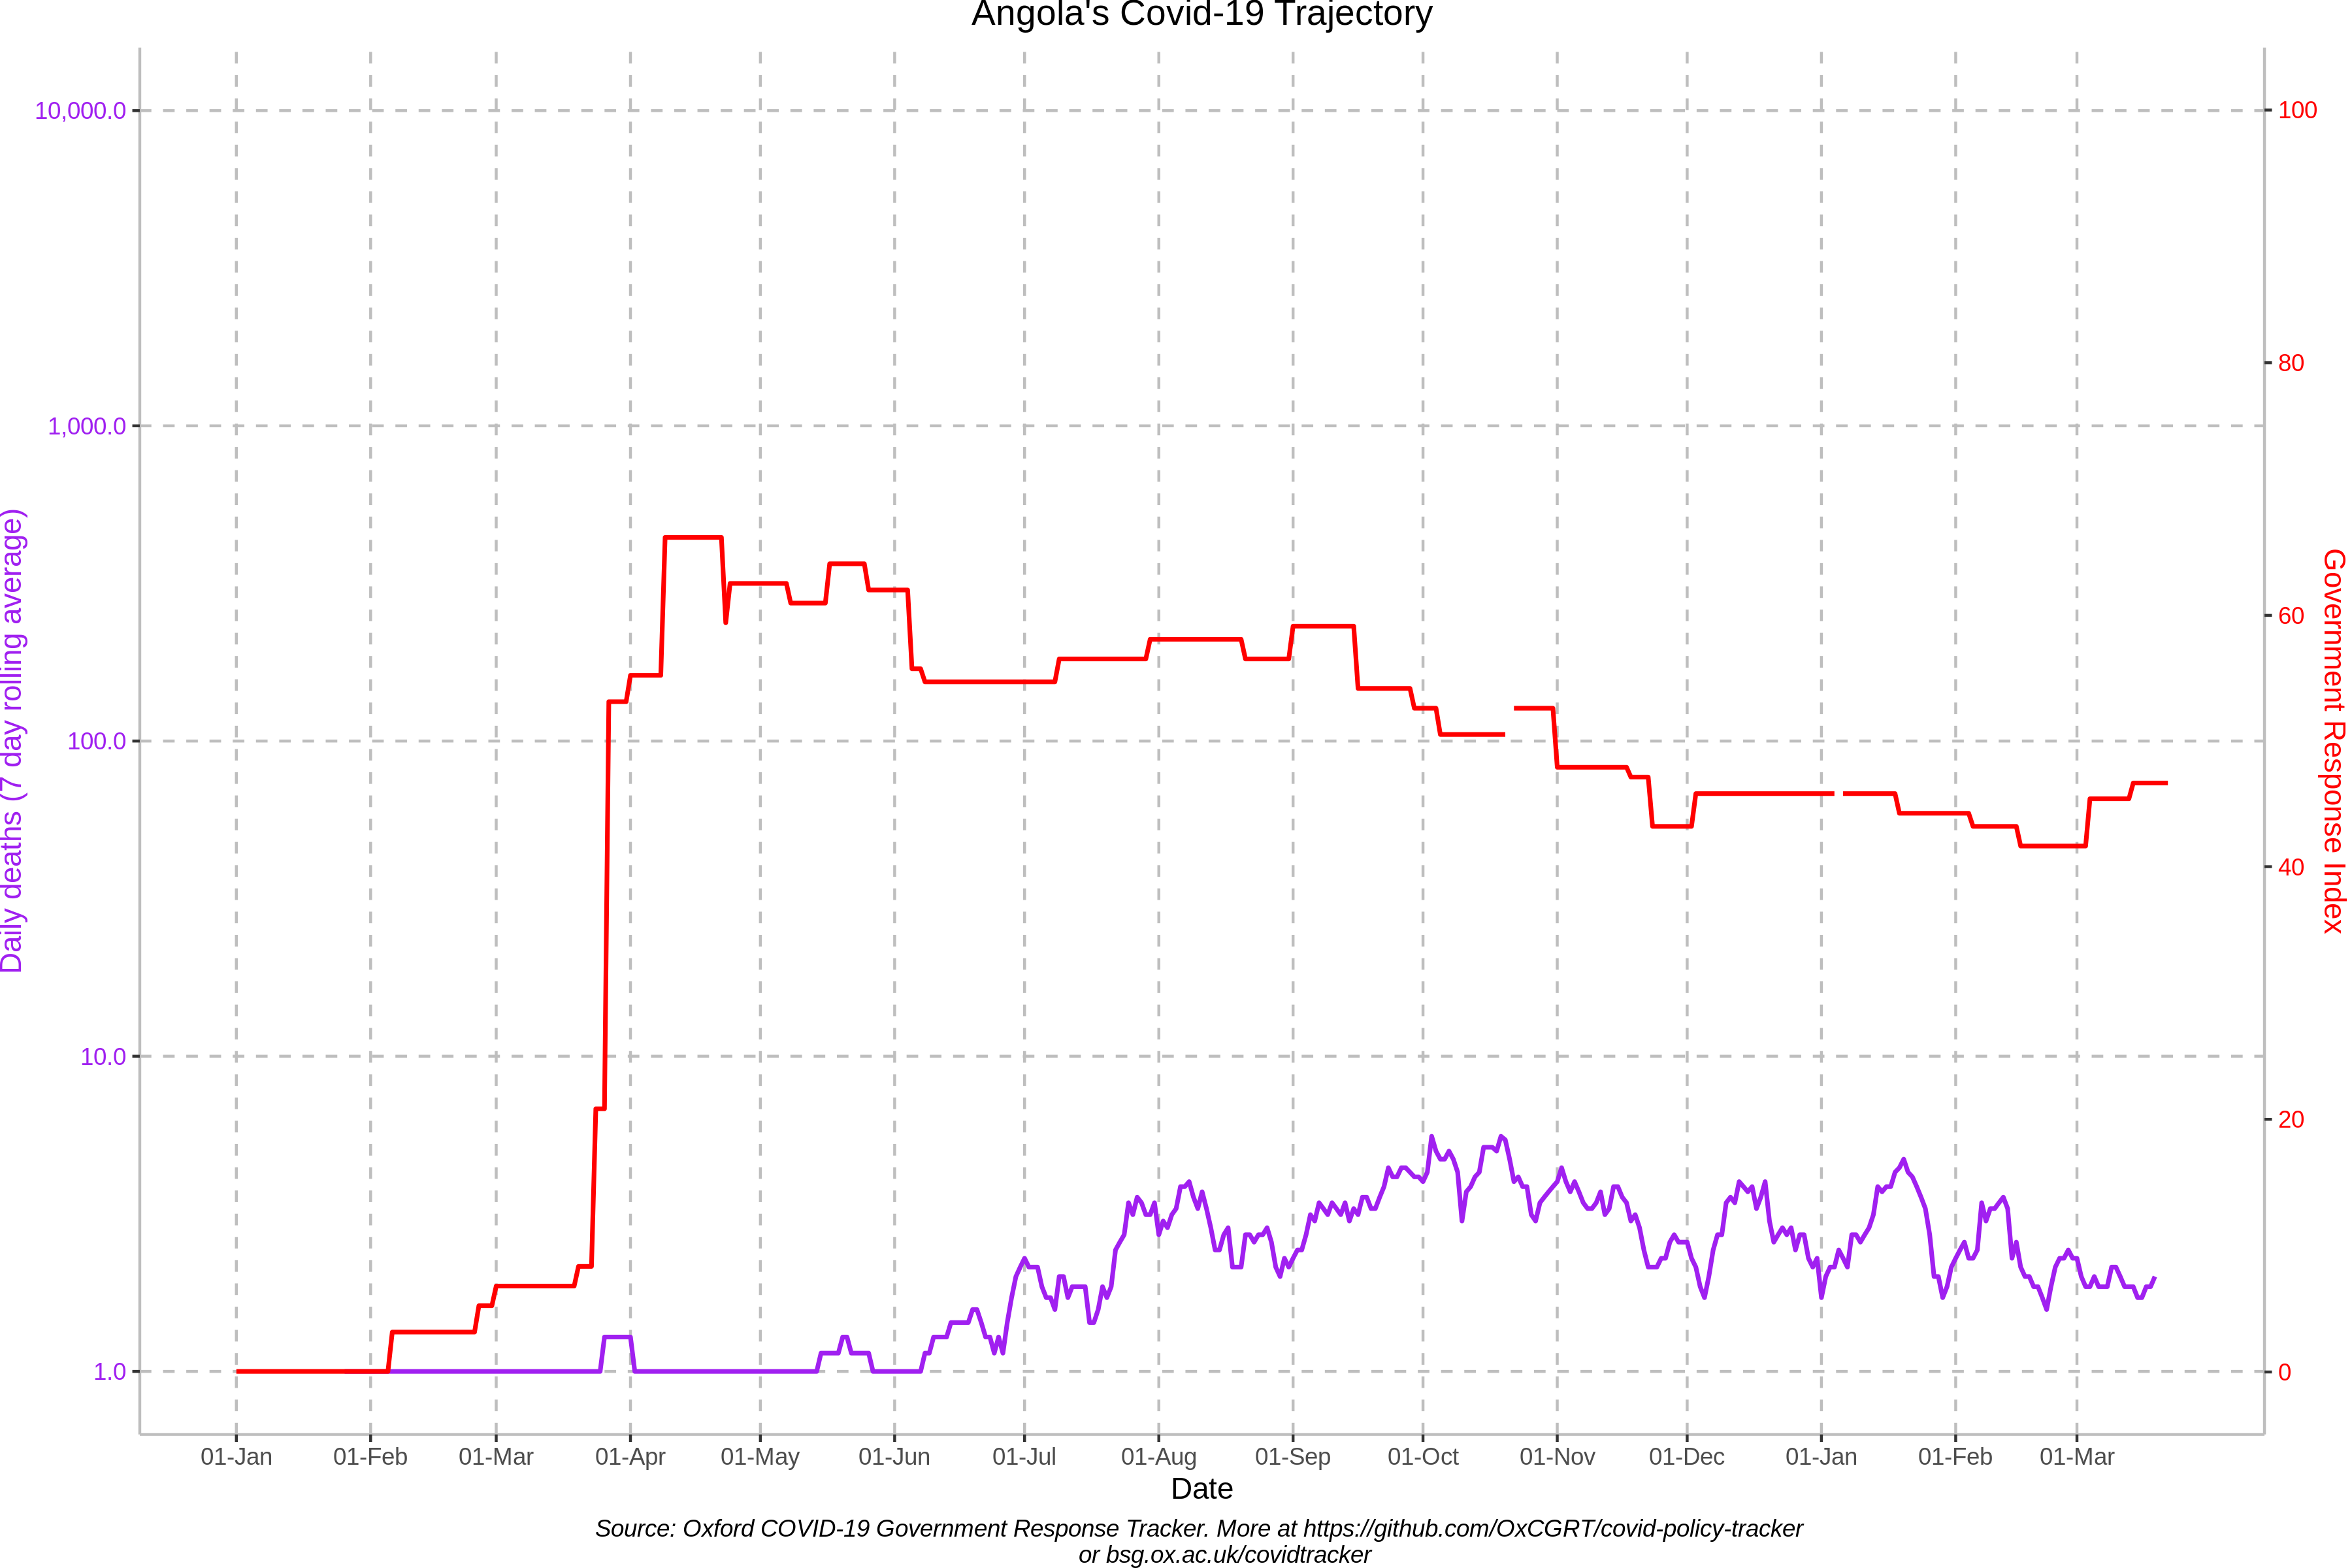 Angola's Covid-19 Trajectory
10,000.0
1,000.0
100.0
10.0
1.0
Daily deaths (7 day rolling average)
100
80
60
40
20
0
Government Response Index
01-Jan 01-Feb 01-Mar 01-Apr 01-May 01-Jun 01-Jul 01-Aug 01-Sep 01-Oct 01-Nov 01-Dec 01-Jan 01-Feb 01-Mar
Date
Source: Oxford COVID-19 Government Response Tracker. More at https://github.com/OxCGRT/covid-policy-tracker
or bsg.ox.ac.uk/covidtracker